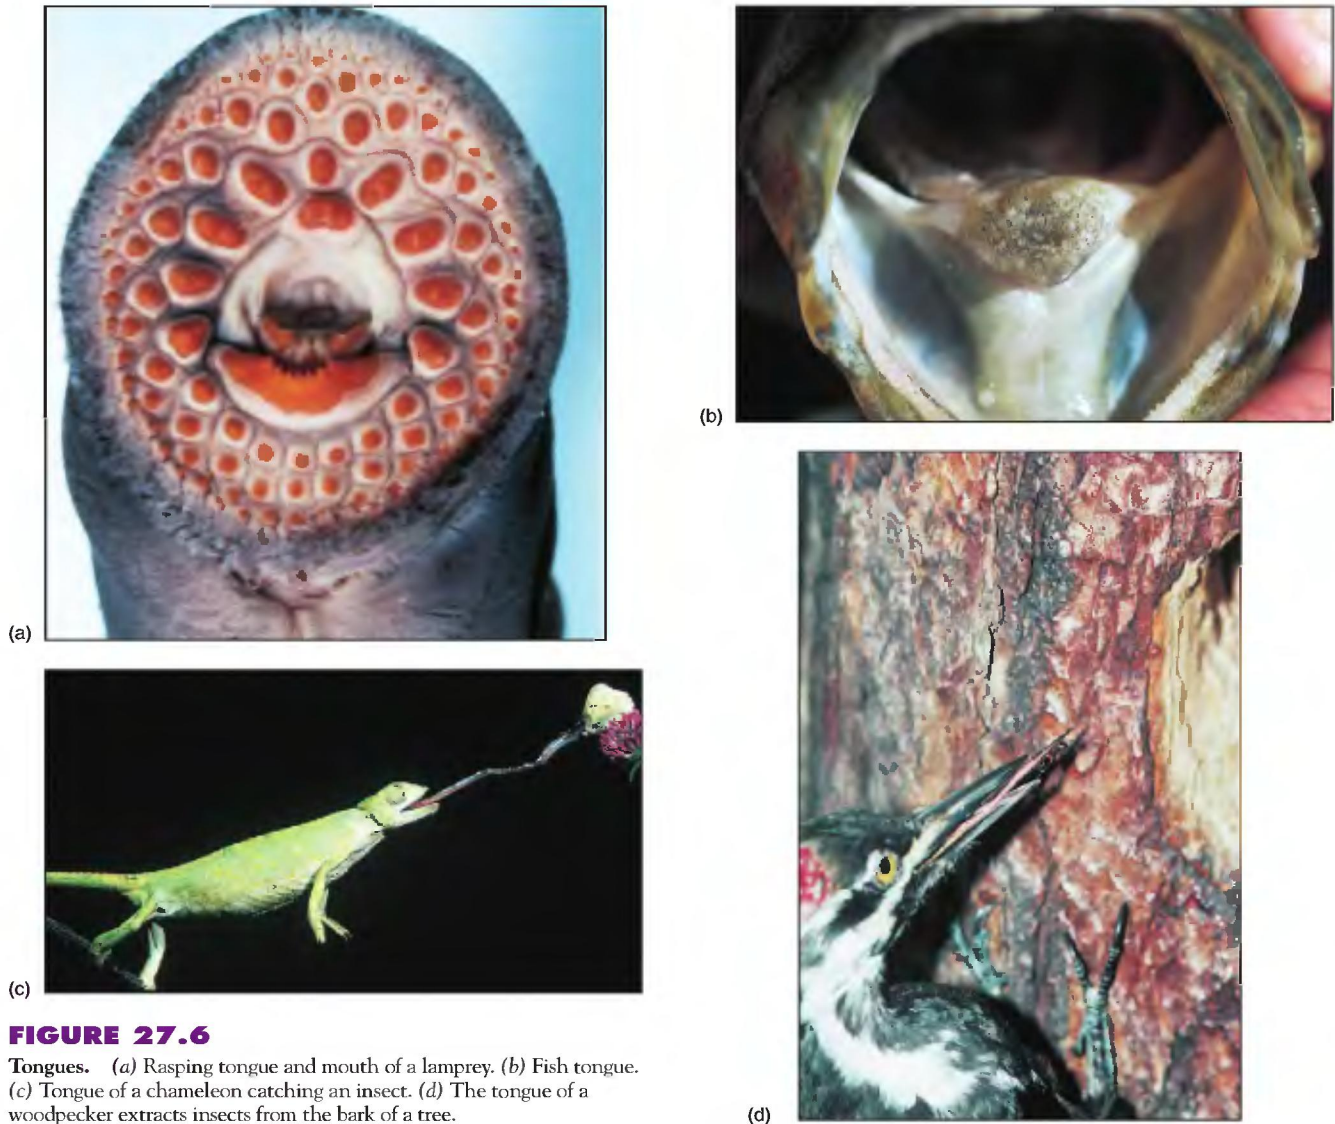 (a)
(b)
(c)
(d)
FIGURE 27.6
Tongues. (a) Rasping tongue and mouth of a lamprey. (b) Fish tongue.
(c) Tongue of a chameleon catching an insect. (d) The tongue of a
woodpecker extracts insects from the bark of a tree.